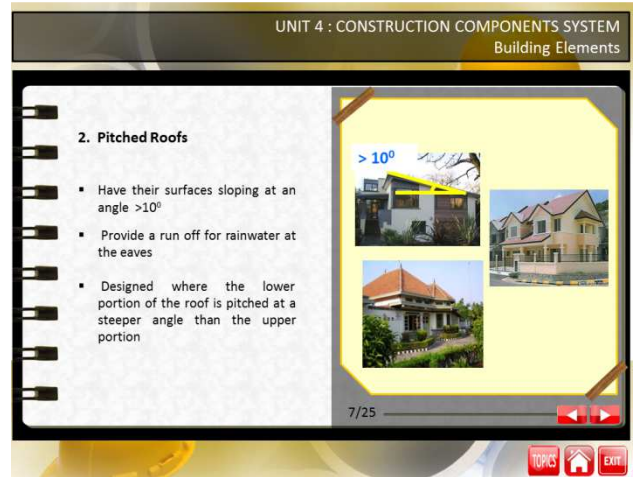 UNIT 4 : CONSTRUCTION COMPONENTS SYSTEM
Building Elements
2. Pitched Roofs
▪ Have their surfaces sloping at an
angle >10⁰
▪ Provide a run off for rainwater at
the eaves
▪ Designed where the lower
portion of the roof is pitched at a
steeper angle than the upper
portion
> 10⁰
7/25
TOPICS
EXIT